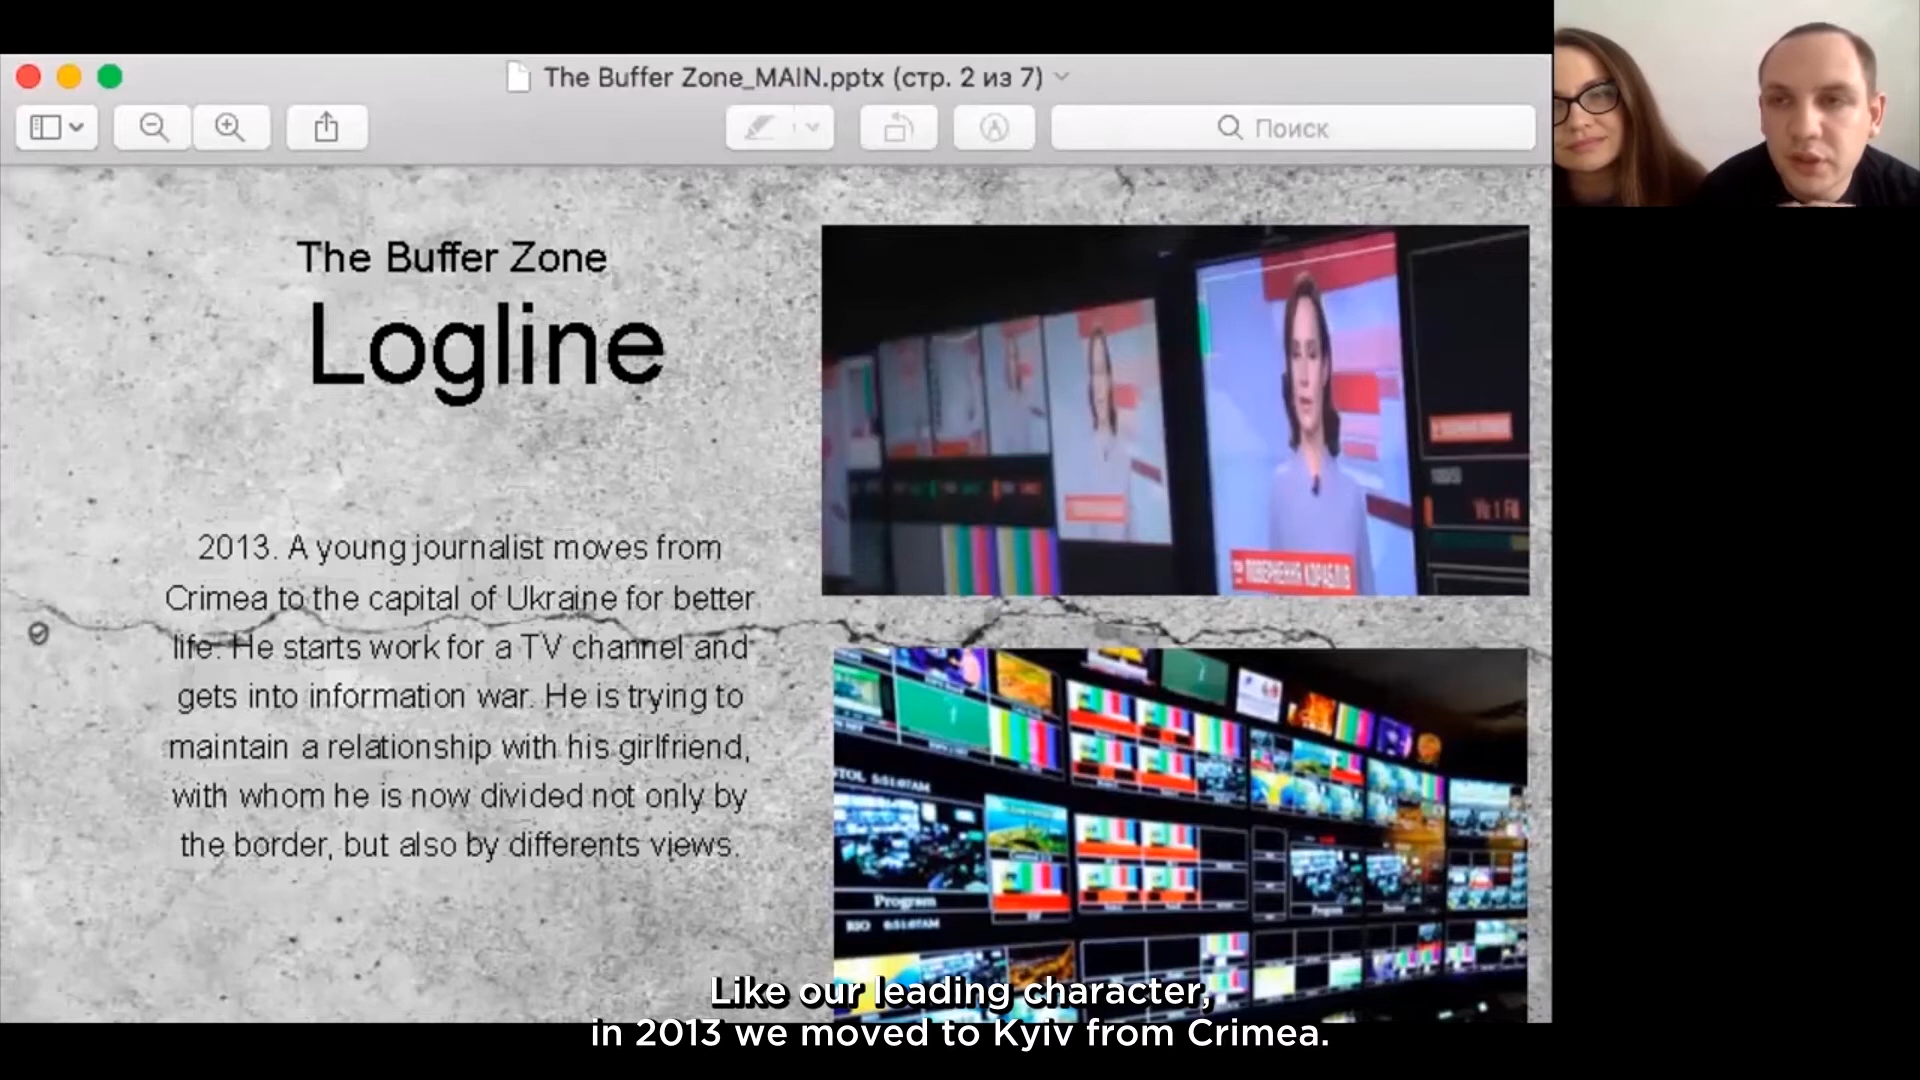 The Buffer Zone_MAIN.pptx (стр. 2 из 7)
Поиск
The Buffer Zone
Logline
2013. A young journalist moves from
Crimea to the capital of Ukraine for better
life. He starts work for a TV channel and
gets into information war. He is trying to
maintain a relationship with his girlfriend,
with whom he is now divided not only by
the border, but also by differents views.
ПОВЕРНЕННЯ КОРАБЛІВ
Program
Program
Like our leading character,
in 2013 we moved to Kyiv from Crimea.